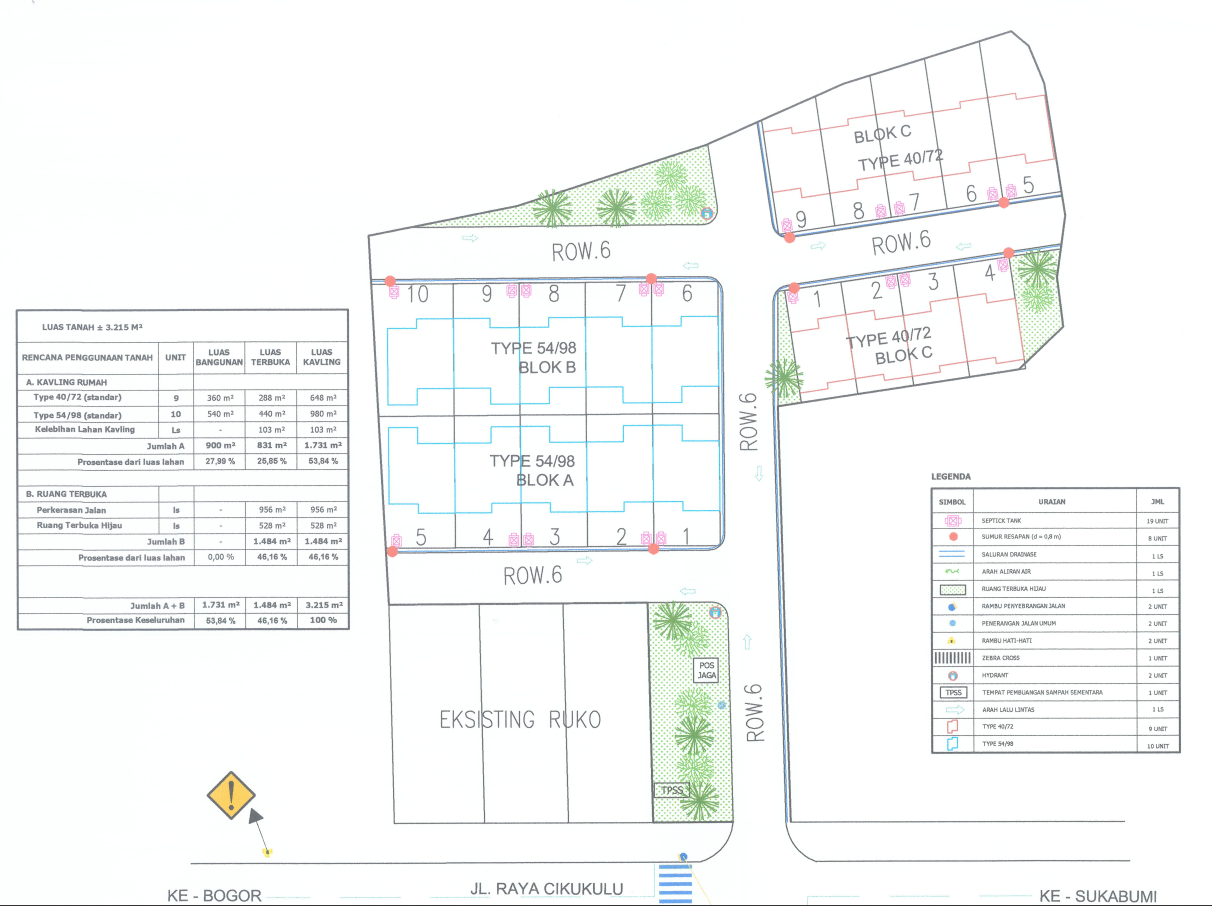 BLOK C
TYPE 40/72
9
8
7
6
5
ROW.6
ROW.6
1
2
3
4
TYPE 40/72
BLOK C
10
9
8
7
6
TYPE 54/98
BLOK B
TYPE 54/98
BLOK A
5
4
3
2
1
ROW.6
ROW.6
ROW.6
EKSISTING RUKO
POS
JAGA
TPSS
LUAS TANAH ± 3.215 M²
RENCANA PENGGUNAAN TANAH UNIT LUAS BANGUNAN LUAS TERBUKA LUAS KAVLING
A. KAVLING RUMAH
Type 40/72 (standar) 9 360 m² 288 m² 648 m²
Type 54/98 (standar) 10 540 m² 440 m² 980 m²
Kelebihan Lahan Kavling Ls - 103 m² 103 m²
Jumlah A 900 m² 831 m² 1.731 m²
Prosentase dari luas lahan 27,99 % 25,85 % 53,84 %
B. RUANG TERBUKA
Perkerasan Jalan ls - 956 m² 956 m²
Ruang Terbuka Hijau ls - 528 m² 528 m²
Jumlah B - 1.484 m² 1.484 m²
Prosentase dari luas lahan 0,00 % 46,16 % 46,16 %
Jumlah A + B 1.731 m² 1.484 m² 3.215 m²
Prosentase Keseluruhan 53,84 % 46,16 % 100 %
LEGENDA
SIMBOL URAIAN JML
SEPTICK TANK 19 UNIT
SUMUR RESAPAN (d = 0,8 m) 8 UNIT
SALURAN DRAINASE 1 LS
ARAH ALIRAN AIR 1 LS
RUANG TERBUKA HIJAU 1 LS
RAMBU PENYEBRANGAN JALAN 2 UNIT
PENERANGAN JALAN UMUM 2 UNIT
RAMBU HATI-HATI 2 UNIT
ZEBRA CROSS 1 UNIT
HYDRANT 2 UNIT
TPSS TEMPAT PEMBUANGAN SAMPAH SEMENTARA 1 UNIT
ARAH LALU LINTAS 1 LS
TYPE 40/72 9 UNIT
TYPE 54/98 10 UNIT
KE - BOGOR
JL. RAYA CIKUKULU
KE - SUKABUMI